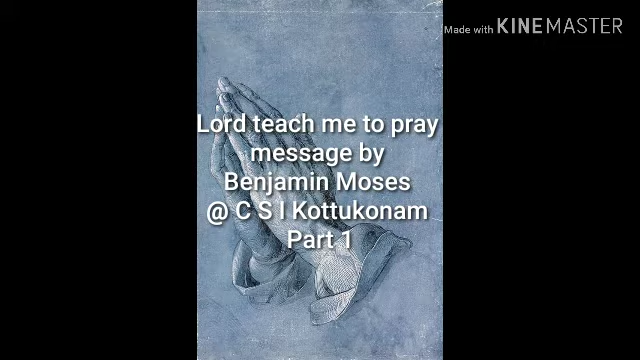 Made with KINEMASTER
Lord teach me to pray
message by
Benjamin Moses
@ C S I Kottukonam
Part 1